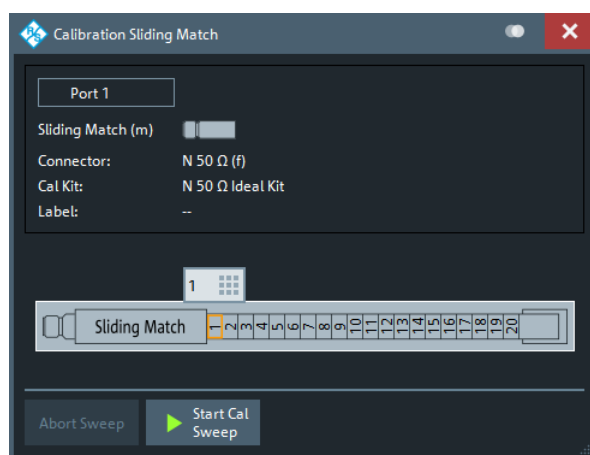 Calibration Sliding Match
Port 1
Sliding Match (m)
Connector: N 50 Ω (f)
Cal Kit: N 50 Ω Ideal Kit
Label: --
1
Sliding Match 1 2 3 4 5 6 7 8 9 10 11 12 13 14 15 16 17 18 19 20
Abort Sweep
Start Cal
Sweep